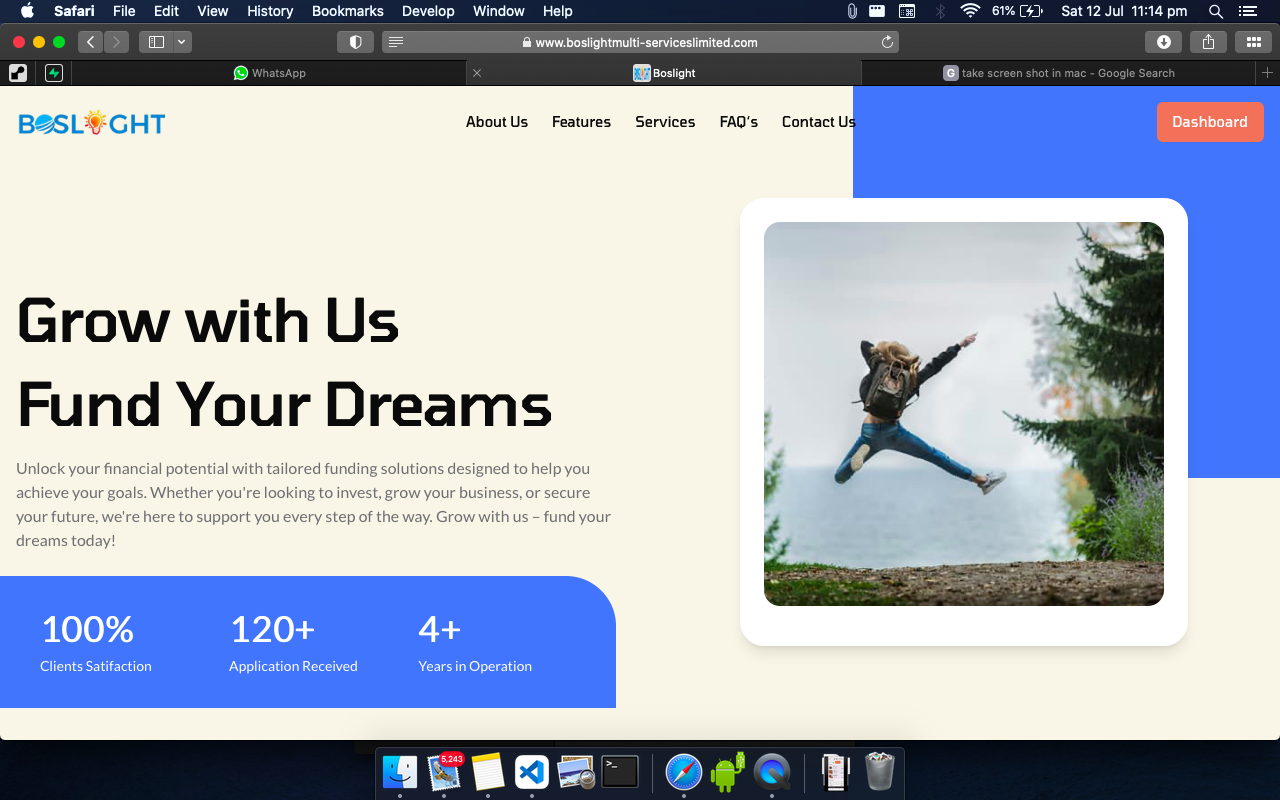 Safari File Edit View History Bookmarks Develop Window Help 61% Sat 12 Jul 11:14 pm
www.boslightmulti-serviceslimited.com
WhatsApp Boslight G take screen shot in mac - Google Search
BOSLIGHT About Us Features Services FAQ's Contact Us Dashboard
Grow with Us
Fund Your Dreams
Unlock your financial potential with tailored funding solutions designed to help you
achieve your goals. Whether you're looking to invest, grow your business, or secure
your future, we're here to support you every step of the way. Grow with us – fund your
dreams today!
100% 120+ 4+
Clients Satifaction Application Received Years in Operation
5,243